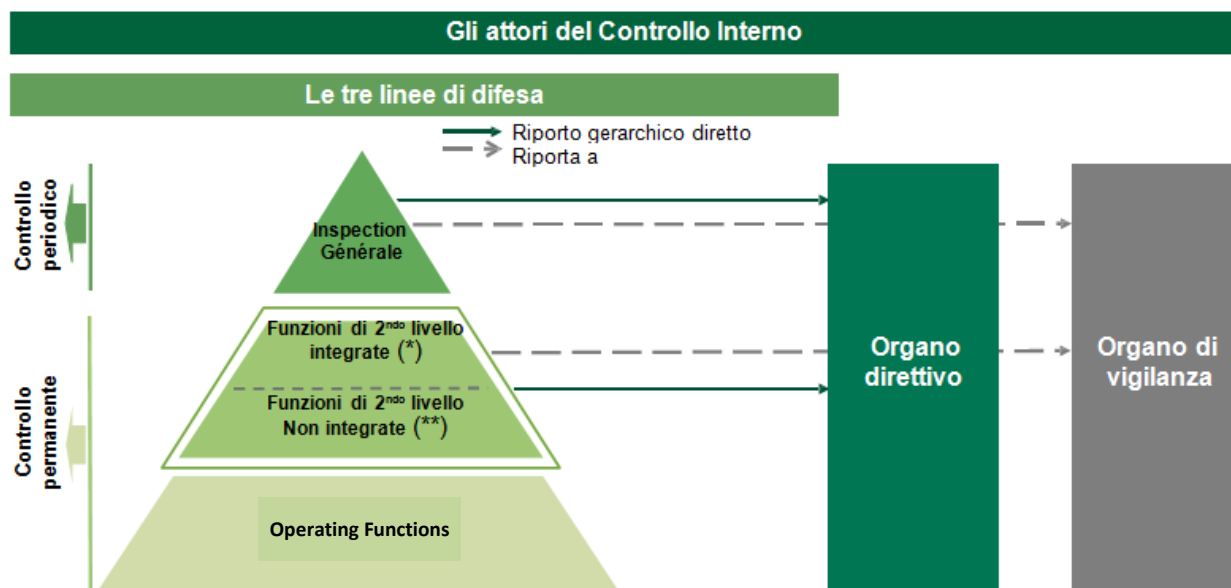 Gli attori del Controllo Interno
Le tre linee di difesa
Riporto gerarchico diretto
Riporta a
Controllo
periodico
Inspection
Générale
Controllo
permanente
Funzioni di 2ndo livello
integrate (*)
Funzioni di 2ndo livello
Non integrate (**)
Operating Functions
Organo
direttivo
Organo di
vigilanza